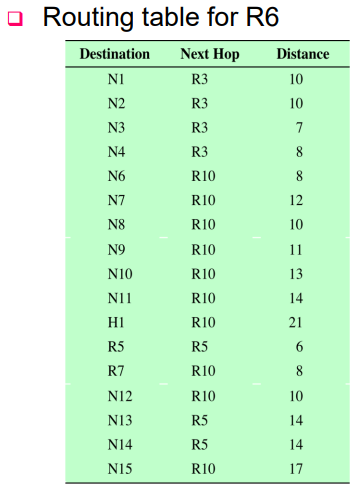 Routing table for R6
Destination Next Hop Distance
N1 R3 10
N2 R3 10
N3 R3 7
N4 R3 8
N6 R10 8
N7 R10 12
N8 R10 10
N9 R10 11
N10 R10 13
N11 R10 14
H1 R10 21
R5 R5 6
R7 R10 8
N12 R10 10
N13 R5 14
N14 R5 14
N15 R10 17